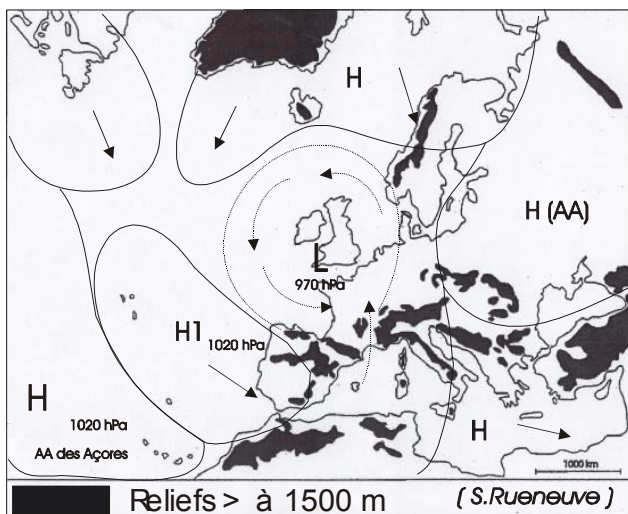 H
H (AA)
L
970 hPa
H1
1020 hPa
H
1020 hPa
AA des Açores
H
1000 km
Reliefs > à 1500 m
( S.Rueneuve )